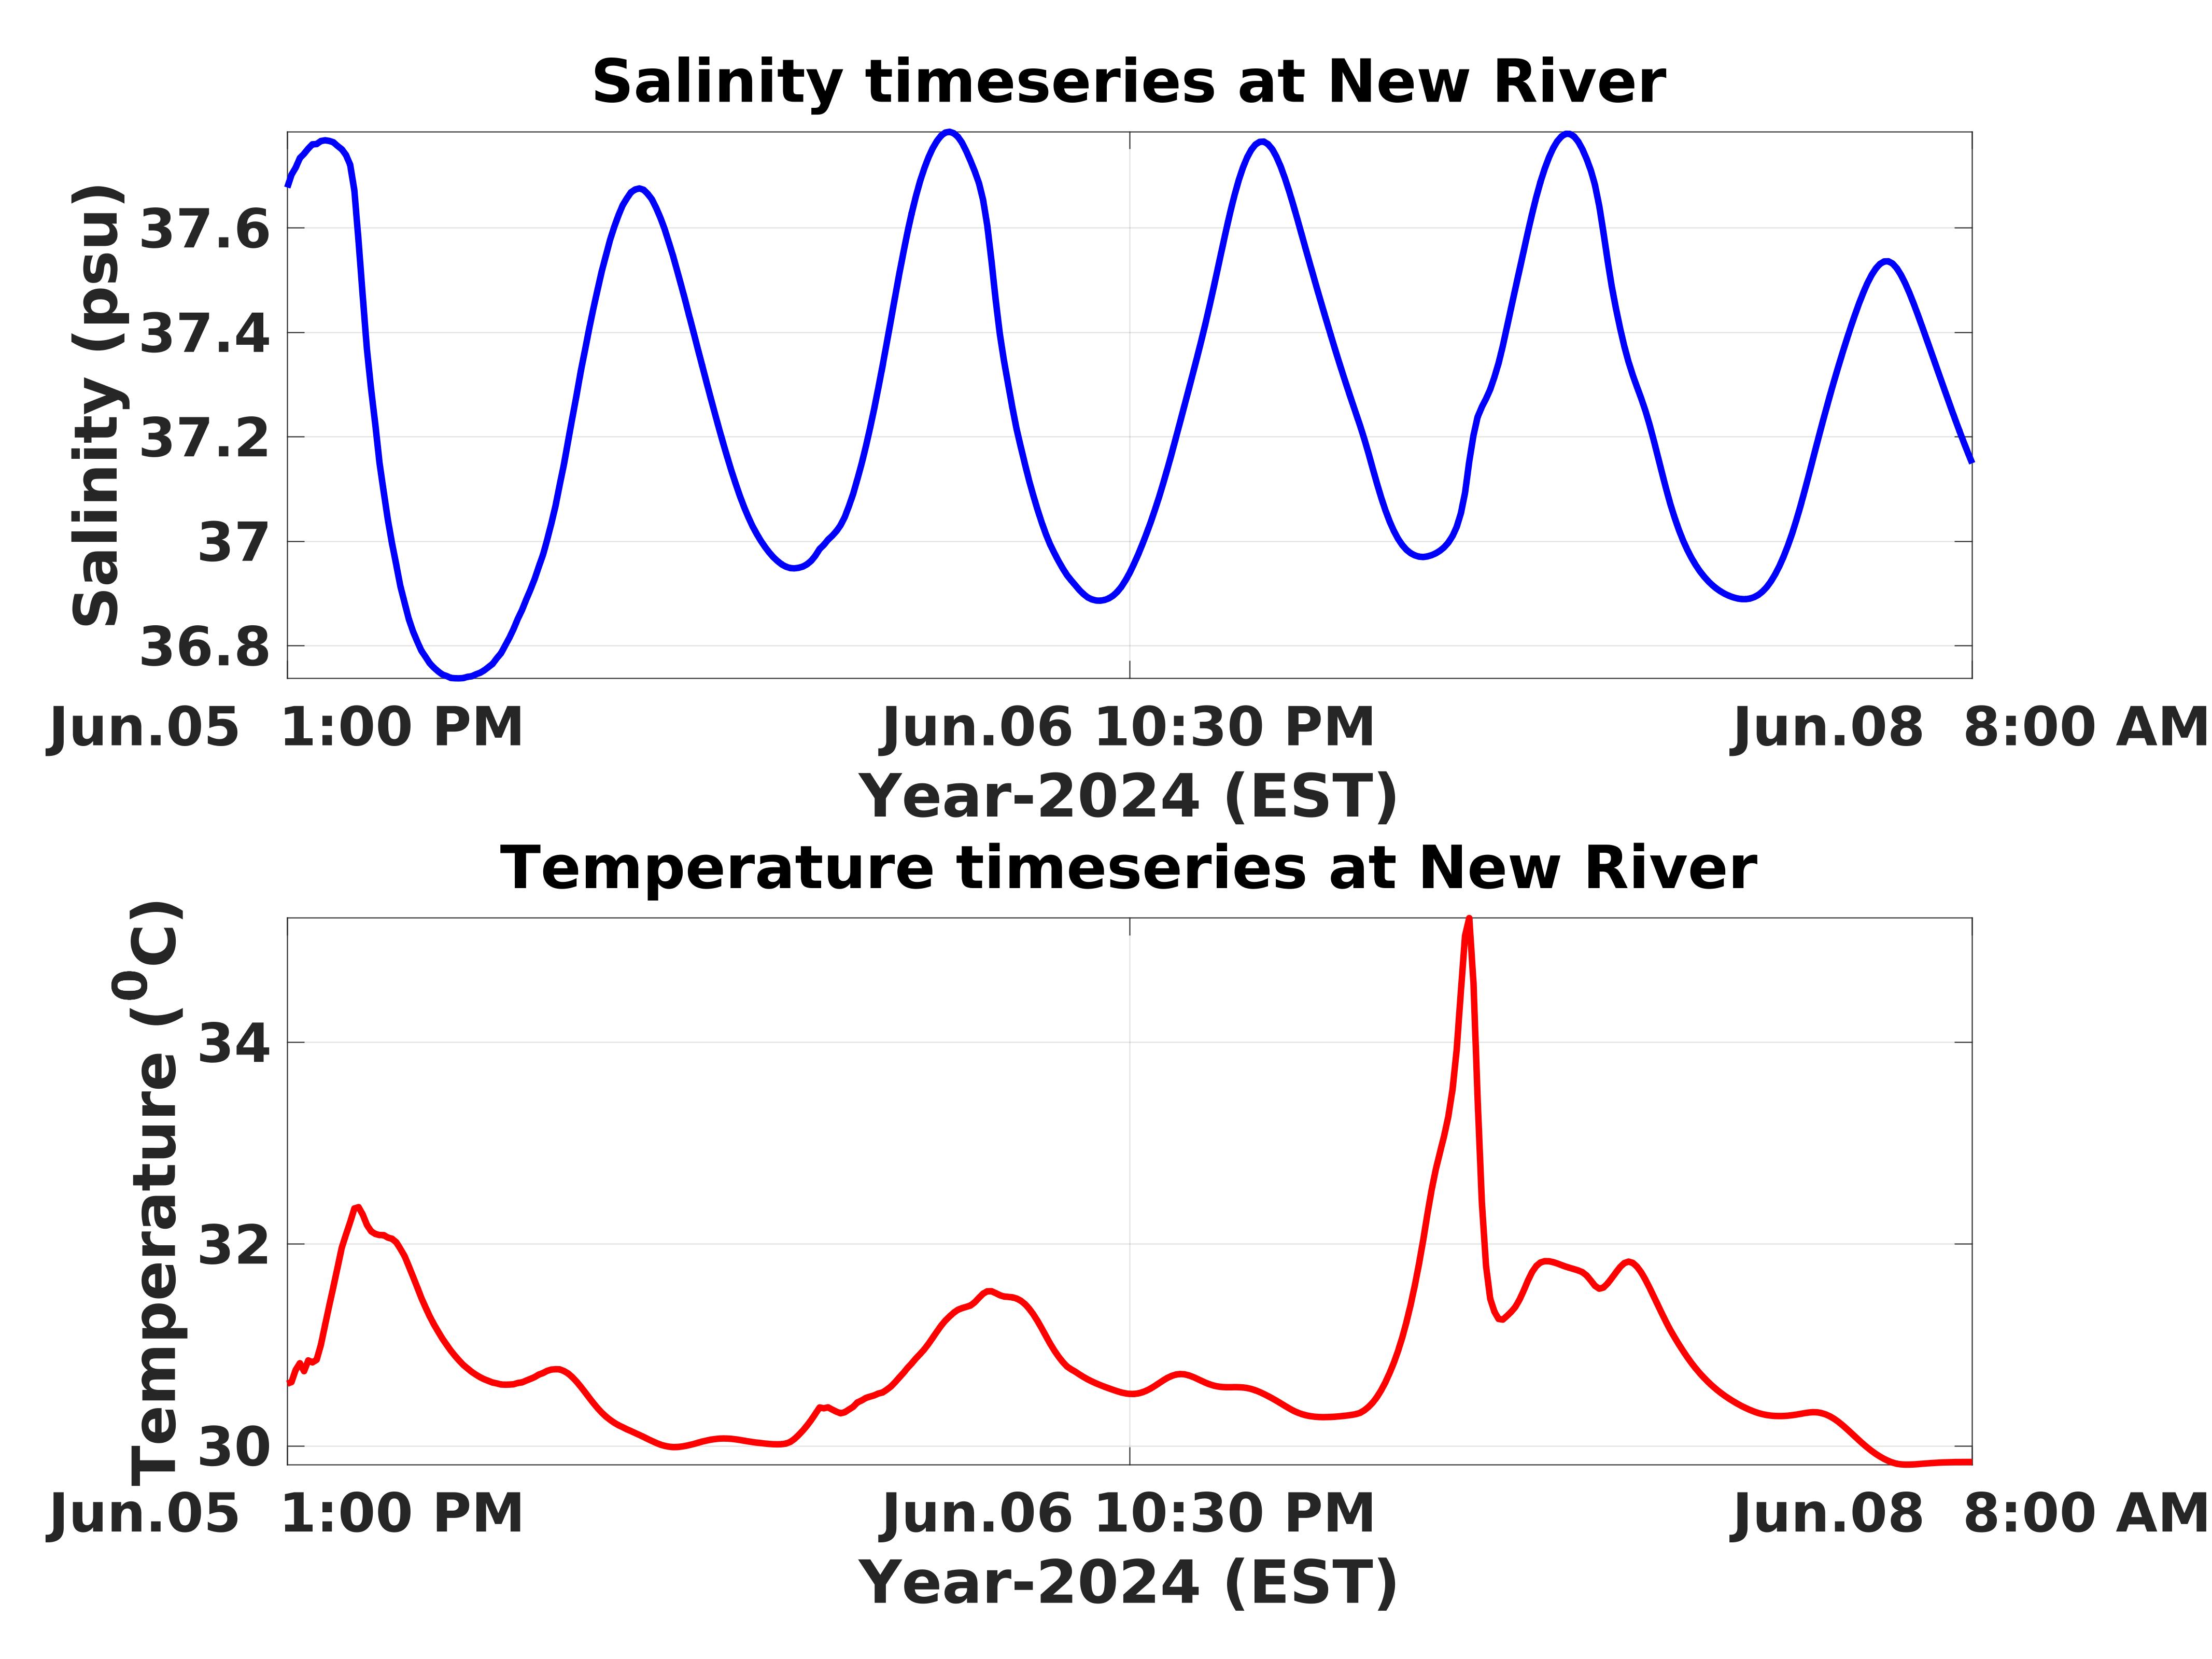 Salinity timeseries at New River
Salinity (psu)
37.6
37.4
37.2
37
36.8
Jun.05 1:00 PM Jun.06 10:30 PM Jun.08 8:00 AM
Year-2024 (EST)
Temperature timeseries at New River
Temperature (⁰C)
34
32
30
Jun.05 1:00 PM Jun.06 10:30 PM Jun.08 8:00 AM
Year-2024 (EST)